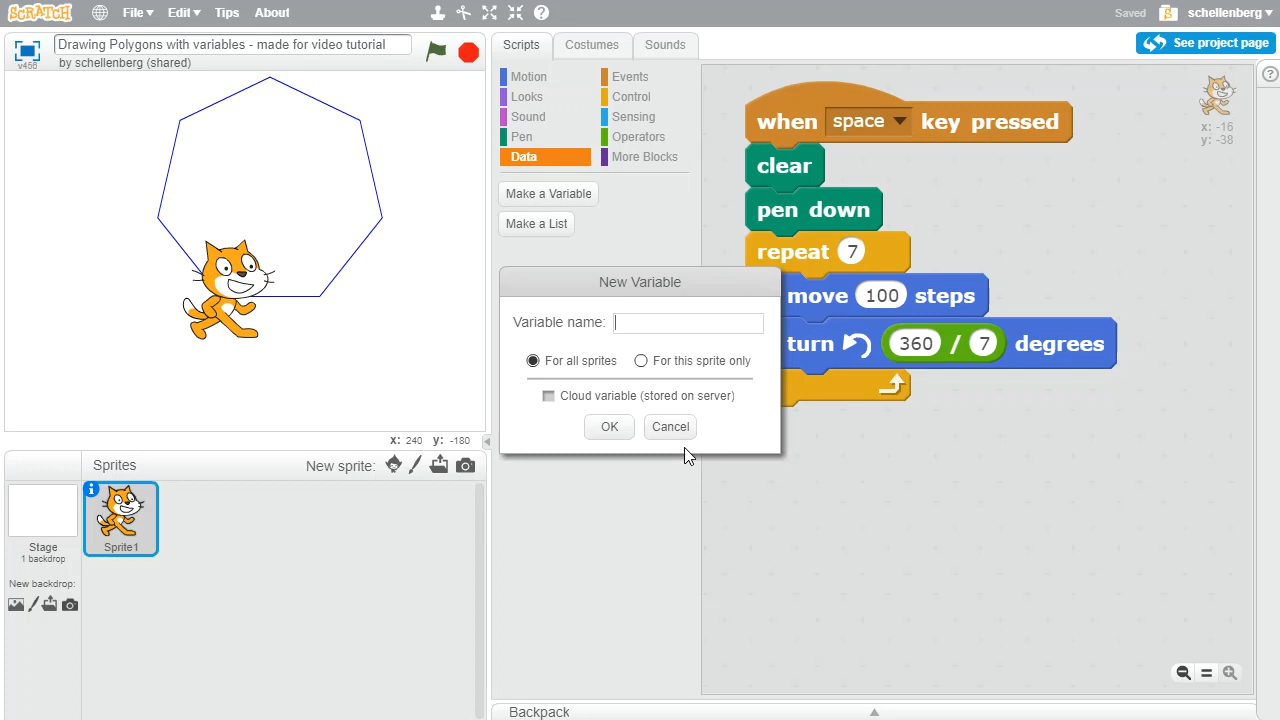 SCRATCH
File
Edit
Tips
About
Saved
schellenberg
v456
Drawing Polygons with variables - made for video tutorial
by schellenberg (shared)
Scripts
Costumes
Sounds
See project page
Motion
Looks
Sound
Pen
Data
Events
Control
Sensing
Operators
More Blocks
Make a Variable
Make a List
when space key pressed
clear
pen down
repeat 7
move 100 steps
turn 360 / 7 degrees
x: -16
y: -38
New Variable
Variable name:
For all sprites
For this sprite only
Cloud variable (stored on server)
OK
Cancel
x: 240 y: -180
Sprites
New sprite:
Stage
1 backdrop
New backdrop:
Sprite1
Backpack